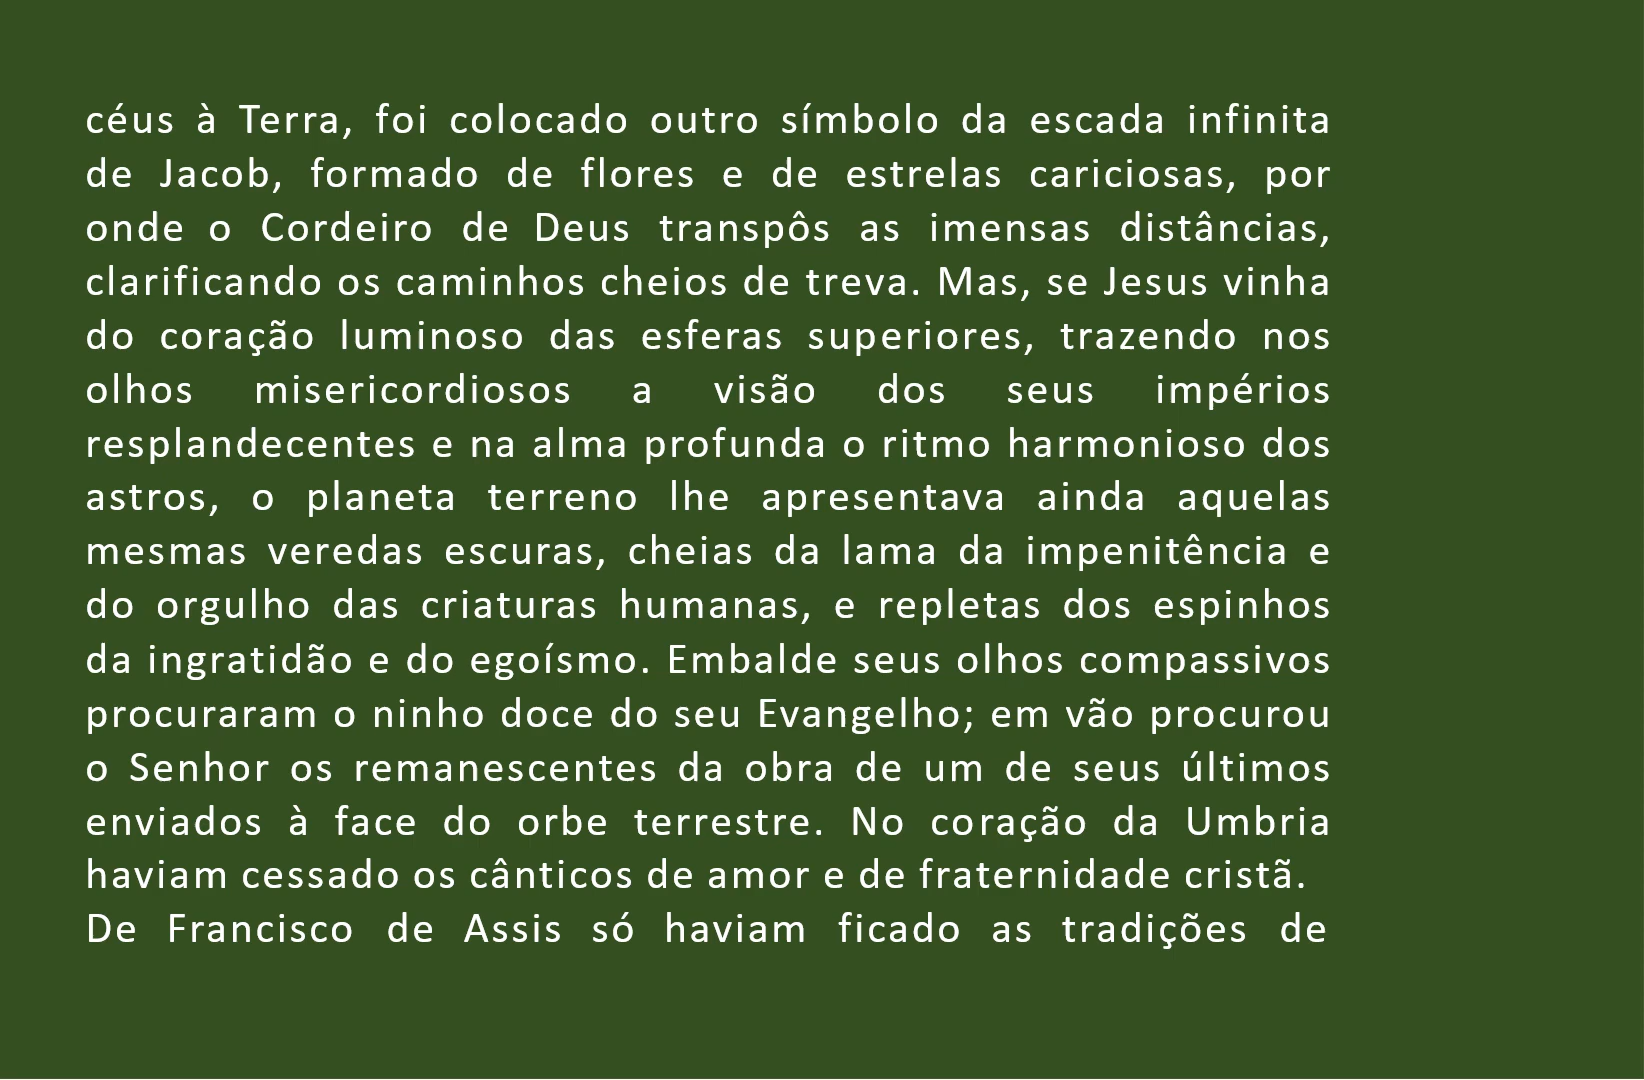 céus à Terra, foi colocado outro símbolo da escada infinita
de Jacob, formado de flores e de estrelas cariciosas, por
onde o Cordeiro de Deus transpôs as imensas distâncias,
clarificando os caminhos cheios de treva. Mas, se Jesus vinha
do coração luminoso das esferas superiores, trazendo nos
olhos misericordiosos a visão dos seus impérios
resplandecentes e na alma profunda o ritmo harmonioso dos
astros, o planeta terreno lhe apresentava ainda aquelas
mesmas veredas escuras, cheias da lama da impenitência e
do orgulho das criaturas humanas, e repletas dos espinhos
da ingratidão e do egoísmo. Embalde seus olhos compassivos
procuraram o ninho doce do seu Evangelho; em vão procurou
o Senhor os remanescentes da obra de um de seus últimos
enviados à face do orbe terrestre. No coração da Umbria
haviam cessado os cânticos de amor e de fraternidade cristã.
De Francisco de Assis só haviam ficado as tradições de